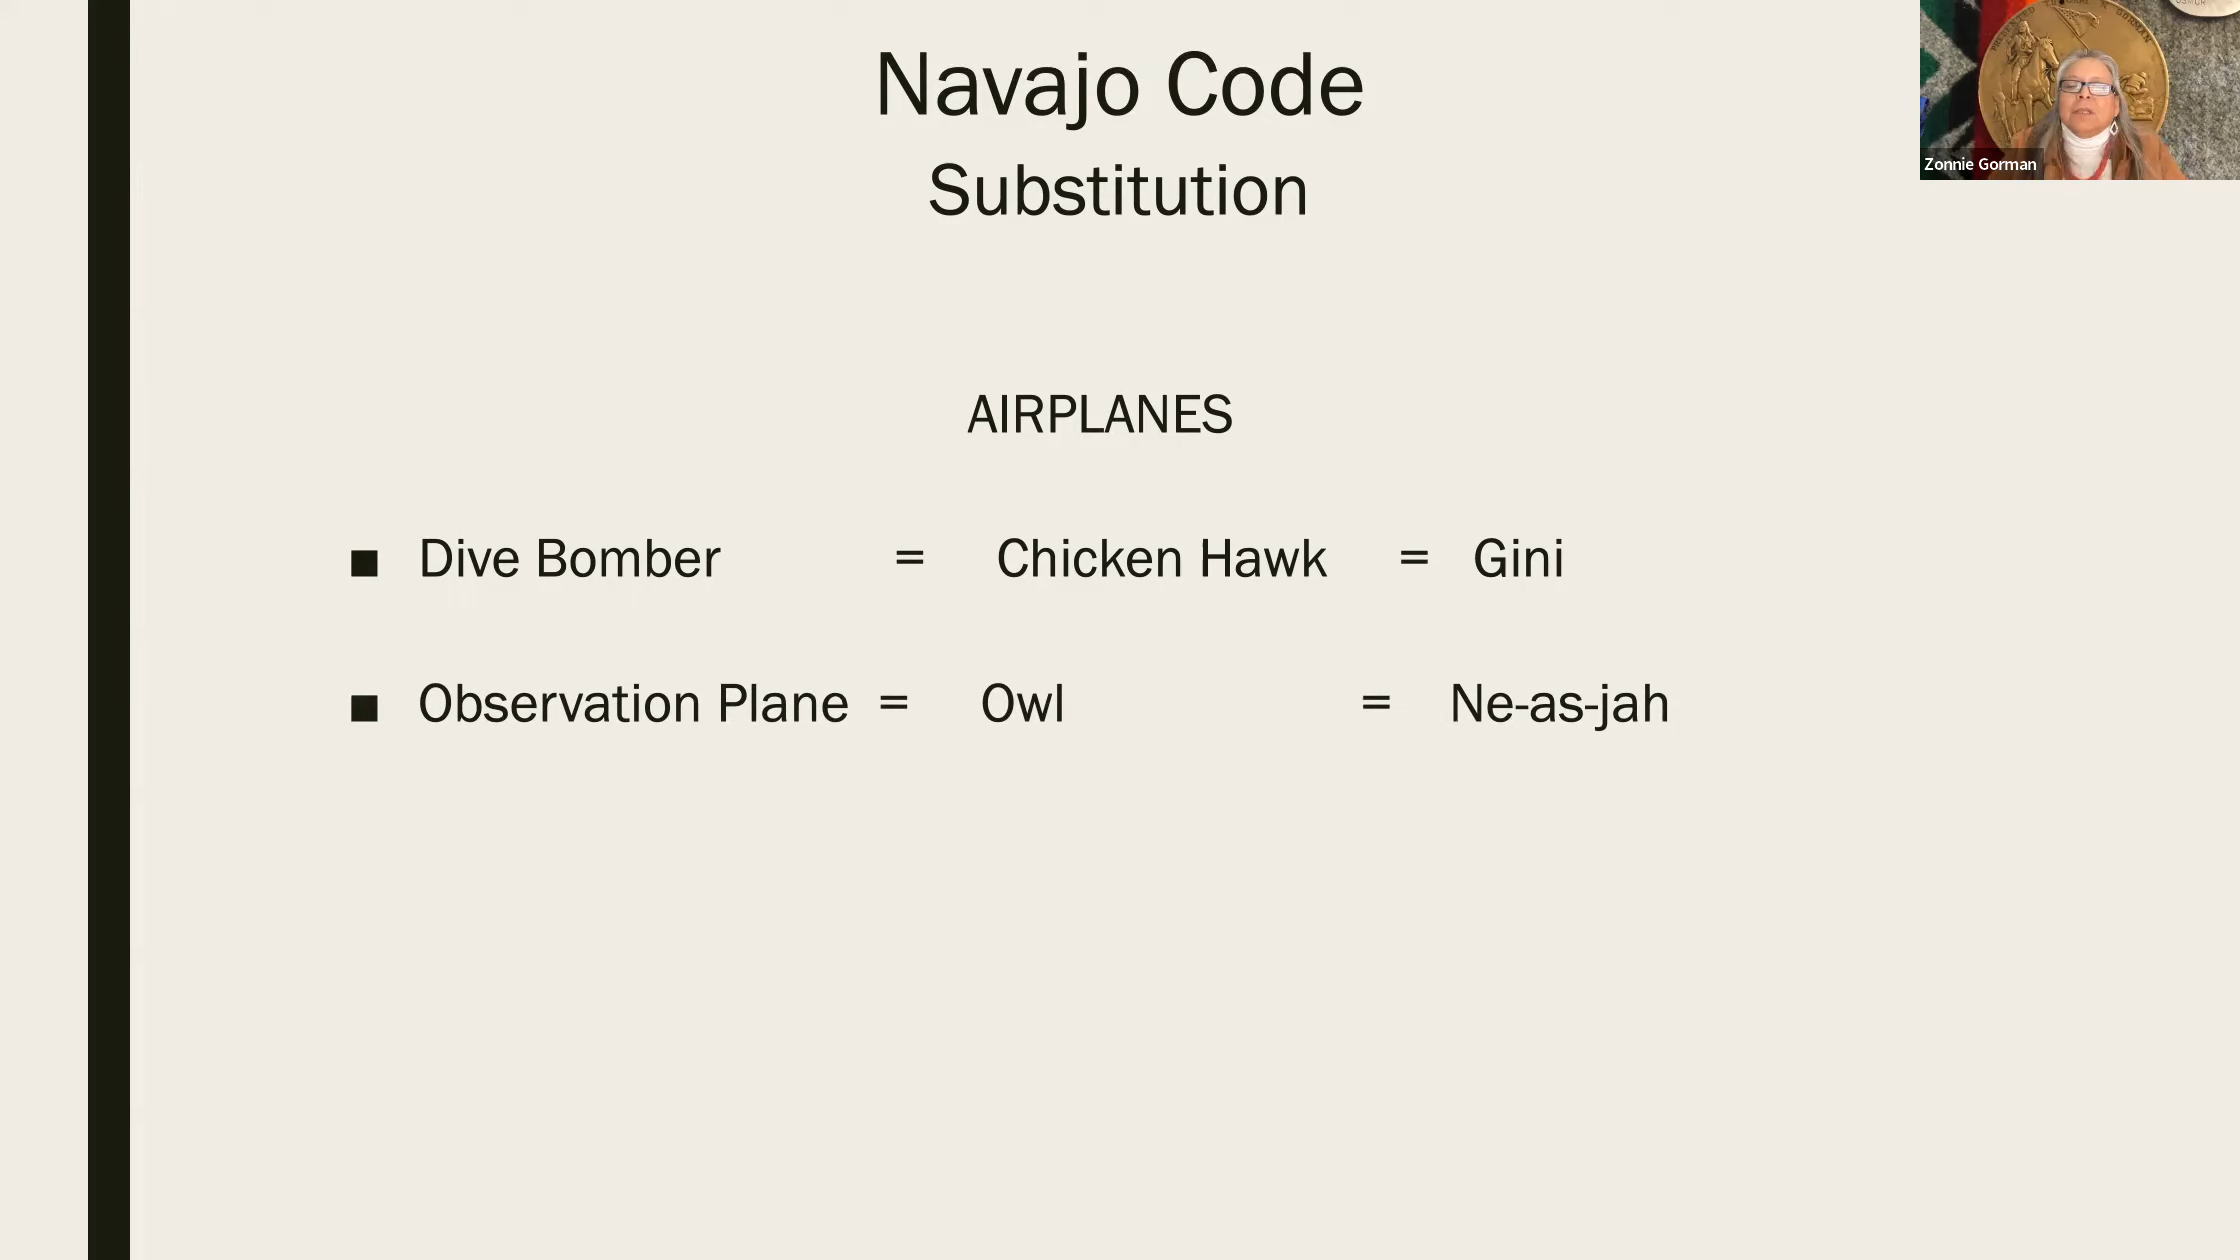 Navajo Code
Substitution
AIRPLANES
■ Dive Bomber = Chicken Hawk = Gini
■ Observation Plane = Owl = Ne-as-jah
Zonnie Gorman